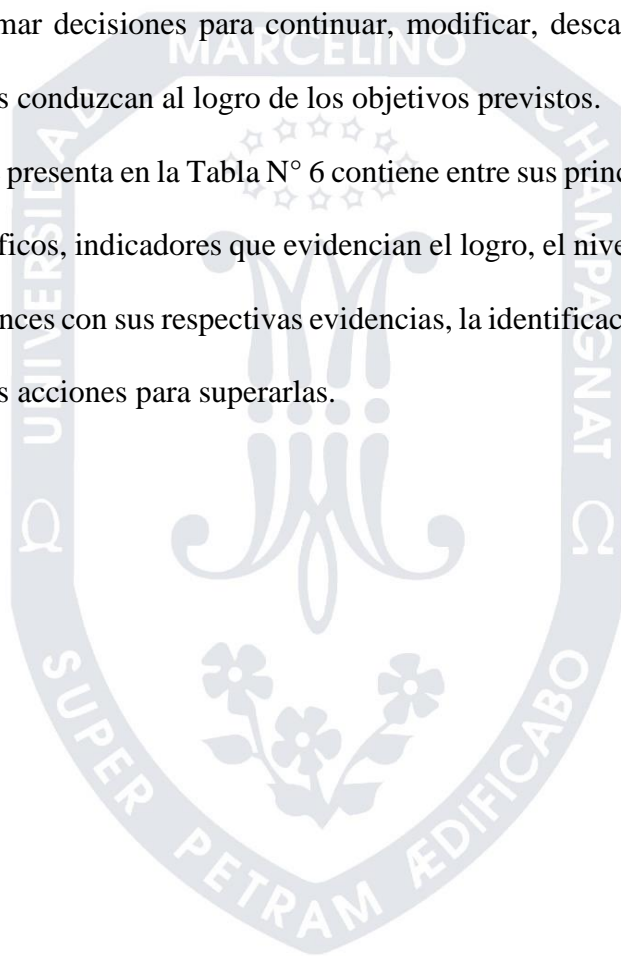 mar decisiones para continuar, modificar, desca
s conduzcan al logro de los objetivos previstos.
presenta en la Tabla N° 6 contiene entre sus princ
ficos, indicadores que evidencian el logro, el nive
nces con sus respectivas evidencias, la identificac
s acciones para superarlas.
UNIVERSIDAD
MARCELINO
CHAMPAGNAT
Ω
Ω
SUPER PETRAM ÆDIFICABO